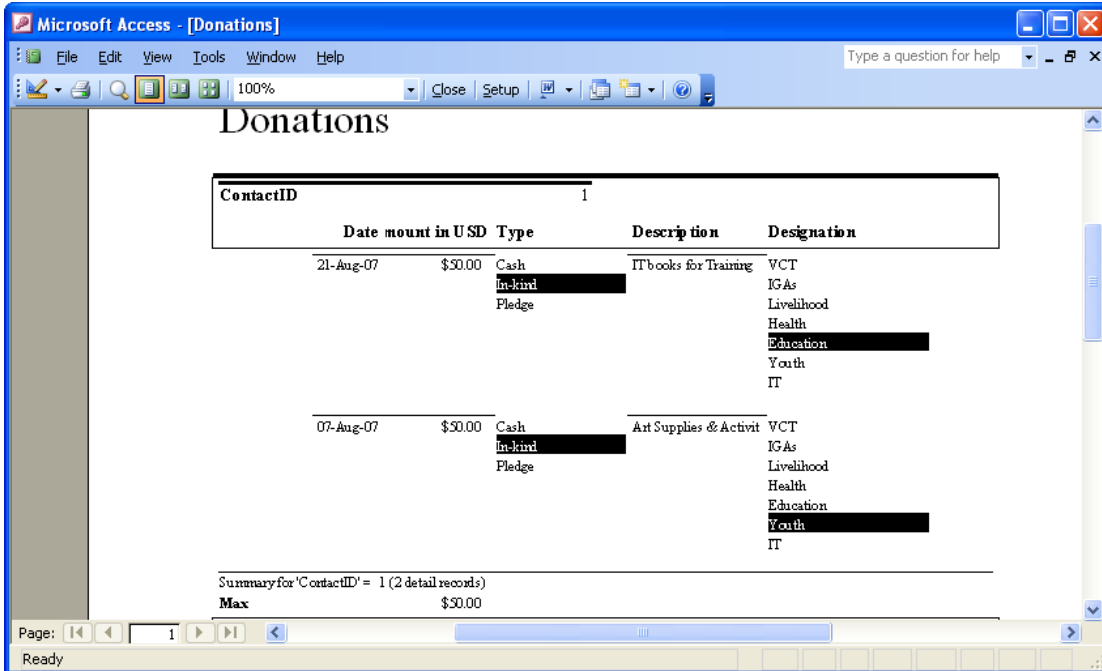 Microsoft Access - [Donations]
File Edit View Tools Window Help Type a question for help
100% Close Setup
Donations
ContactID 1
Date mount in USD Type Description Designation
21-Aug-07 $50.00 Cash IT books for Training VCT
In-kind IGAs
Pledge Livelihood
Health
Education
Youth
IT
07-Aug-07 $50.00 Cash Art Supplies & Activit VCT
In-kind IGAs
Pledge Livelihood
Health
Education
Youth
IT
Summary for 'ContactID' = 1 (2 detail records)
Max $50.00
Page: 1
Ready